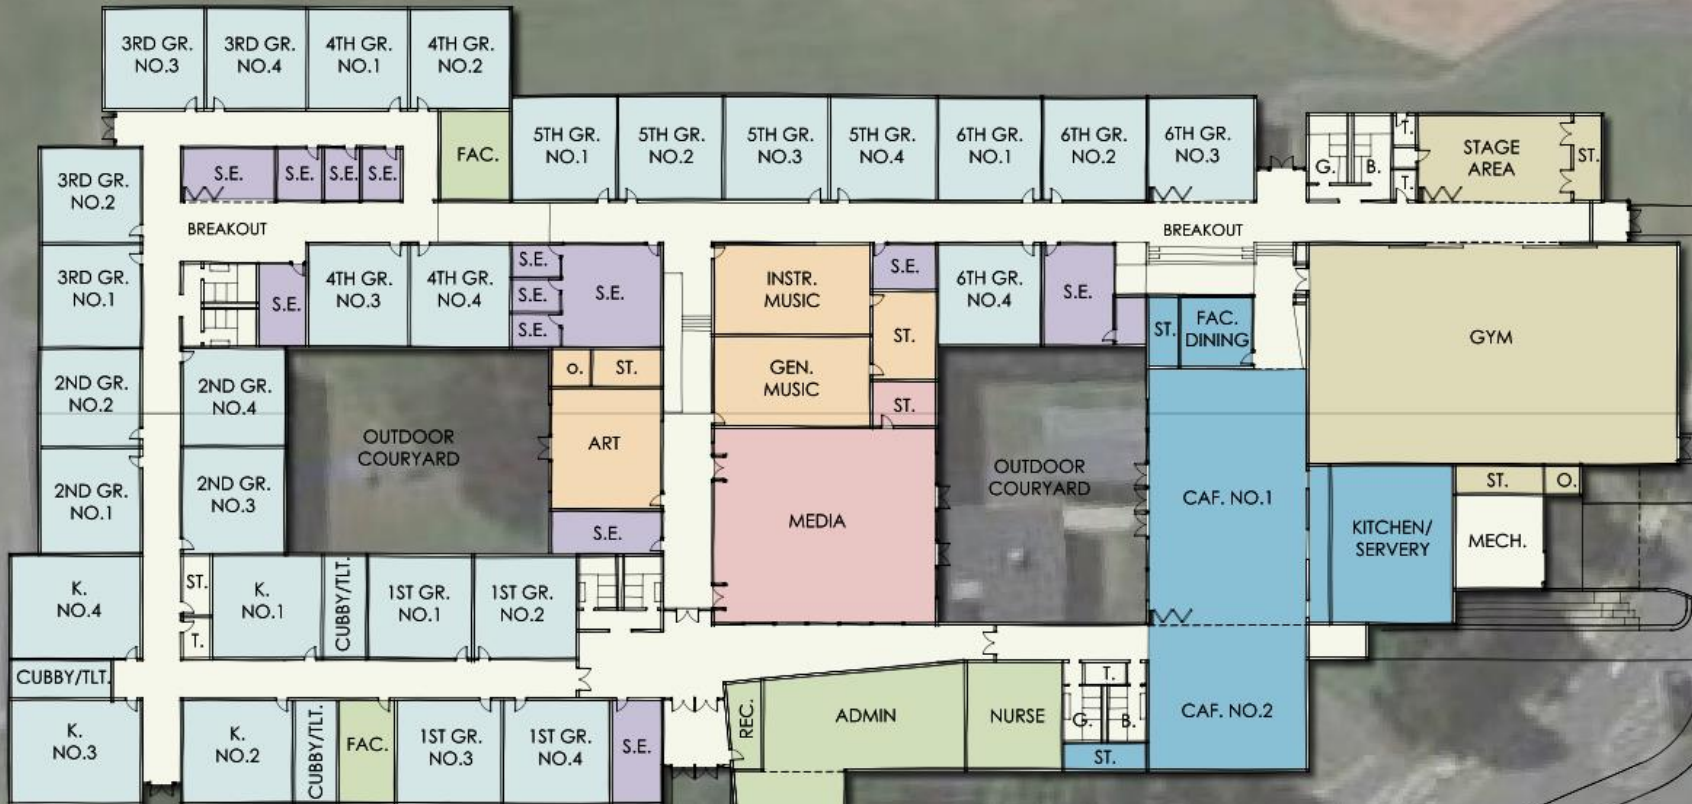 3RD GR.
NO.3
3RD GR.
NO.4
4TH GR.
NO.1
4TH GR.
NO.2
FAC.
5TH GR.
NO.1
5TH GR.
NO.2
5TH GR.
NO.3
5TH GR.
NO.4
6TH GR.
NO.1
6TH GR.
NO.2
6TH GR.
NO.3
G.
B.
T.
T.
STAGE
AREA
ST.
3RD GR.
NO.2
S.E.
S.E.
S.E.
S.E.
BREAKOUT
BREAKOUT
3RD GR.
NO.1
S.E.
4TH GR.
NO.3
4TH GR.
NO.4
S.E.
S.E.
S.E.
S.E.
INSTR.
MUSIC
S.E.
ST.
6TH GR.
NO.4
S.E.
ST.
FAC.
DINING
GYM
2ND GR.
NO.2
2ND GR.
NO.4
O.
ST.
GEN.
MUSIC
ST.
OUTDOOR
COURYARD
ART
2ND GR.
NO.1
2ND GR.
NO.3
S.E.
MEDIA
OUTDOOR
COURYARD
CAF. NO.1
KITCHEN/
SERVERY
ST.
O.
MECH.
K.
NO.4
ST.
T.
K.
NO.1
CUBBY/TLT.
1ST GR.
NO.1
1ST GR.
NO.2
CUBBY/TLT.
K.
NO.3
K.
NO.2
CUBBY/TLT.
FAC.
1ST GR.
NO.3
1ST GR.
NO.4
S.E.
REC.
ADMIN
NURSE
T.
G.
B.
ST.
CAF. NO.2